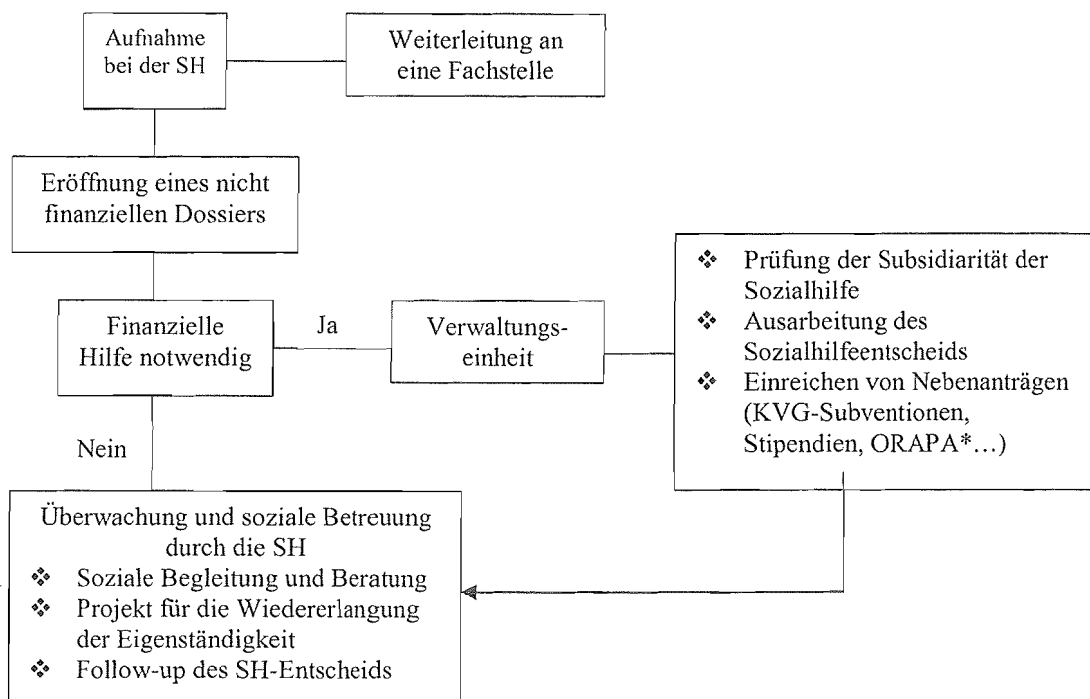 Aufnahme
bei der SH
Weiterleitung an
eine Fachstelle
Eröffnung eines nicht
finanziellen Dossiers
Finanzielle
Hilfe notwendig
Ja
Verwaltungs-
einheit
❖ Prüfung der Subsidiarität der
Sozialhilfe
❖ Ausarbeitung des
Sozialhilfeentscheids
❖ Einreichen von Nebenanträgen
(KVG-Subventionen,
Stipendien, ORAPA*…)
Nein
Überwachung und soziale Betreuung
durch die SH
❖ Soziale Begleitung und Beratung
❖ Projekt für die Wiedererlangung
der Eigenständigkeit
❖ Follow-up des SH-Entscheids